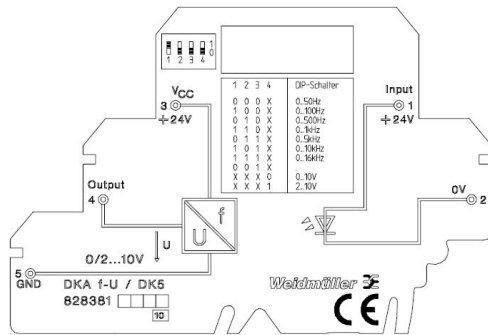 1
0
1 2 3 4
1 2 3 4 DIP-Schalter
0 0 0 X 0..50Hz
1 0 0 X 0..100Hz
0 1 0 X 0..500Hz
1 1 0 X 0..1kHz
0 0 1 X 0..5kHz
1 0 1 X 0..10kHz
1 1 1 X 0..16kHz
X X X 0 0..10V
X X X 1 2..10V
VCC
3
÷24V
Input
1
÷24V
Output
4
0V
2
f
U
U
0/2...10V
5
GND
DKA f-U / DK5
828381
10
Weidmüller
CE